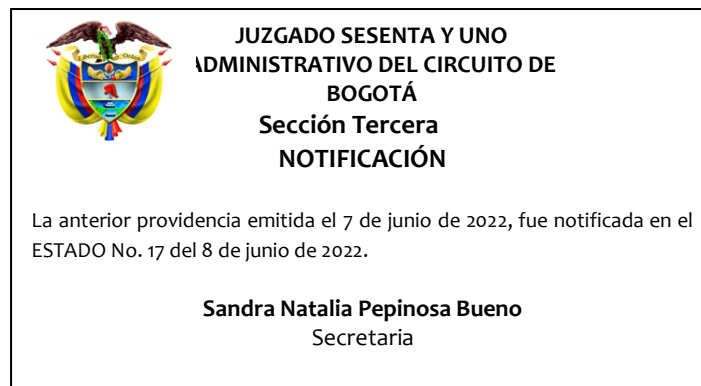 JUZGADO SESENTA Y UNO
ADMINISTRATIVO DEL CIRCUITO DE
BOGOTÁ
Sección Tercera
NOTIFICACIÓN
La anterior providencia emitida el 7 de junio de 2022, fue notificada en el
ESTADO No. 17 del 8 de junio de 2022.
Sandra Natalia Pepinosa Bueno
Secretaria